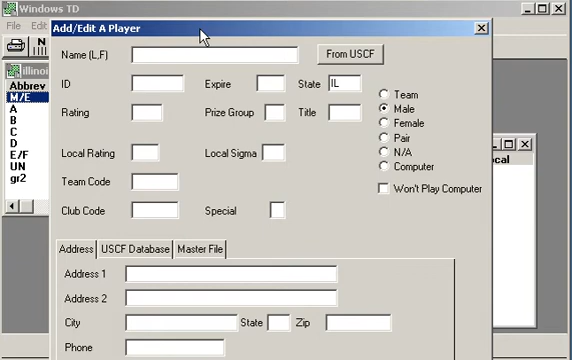 Windows TD
File Edit
Add/Edit A Player
Name (L,F) From USCF
ID Expire State IL
Rating Prize Group Title
Team
Male
Female
Pair
N/A
Computer
Won't Play Computer
Local Rating Local Sigma
Team Code
Club Code Special
Address USCF Database Master File
Address 1
Address 2
City State Zip
Phone
N
Illinois
Abbrev
M/E
A
B
C
D
E/F
UN
gr2
ocal